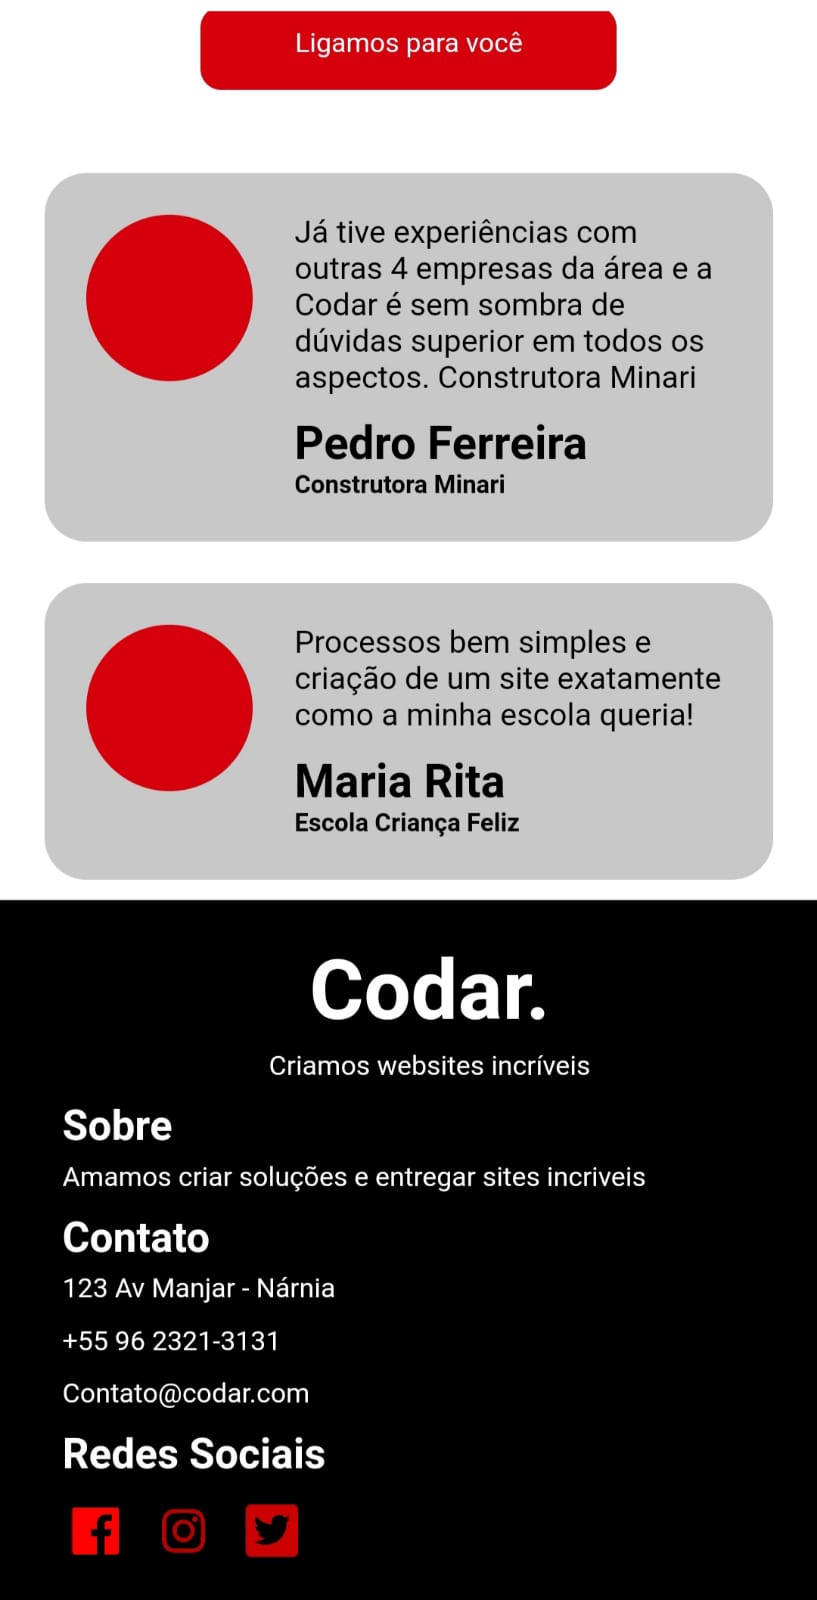 Ligamos para você
Já tive experiências com
outras 4 empresas da área e a
Codar é sem sombra de
dúvidas superior em todos os
aspectos. Construtora Minari
Pedro Ferreira
Construtora Minari
Processos bem simples e
criação de um site exatamente
como a minha escola queria!
Maria Rita
Escola Criança Feliz
Codar.
Criamos websites incríveis
Sobre
Amamos criar soluções e entregar sites incriveis
Contato
123 Av Manjar - Nárnia
+55 96 2321-3131
Contato@codar.com
Redes Sociais